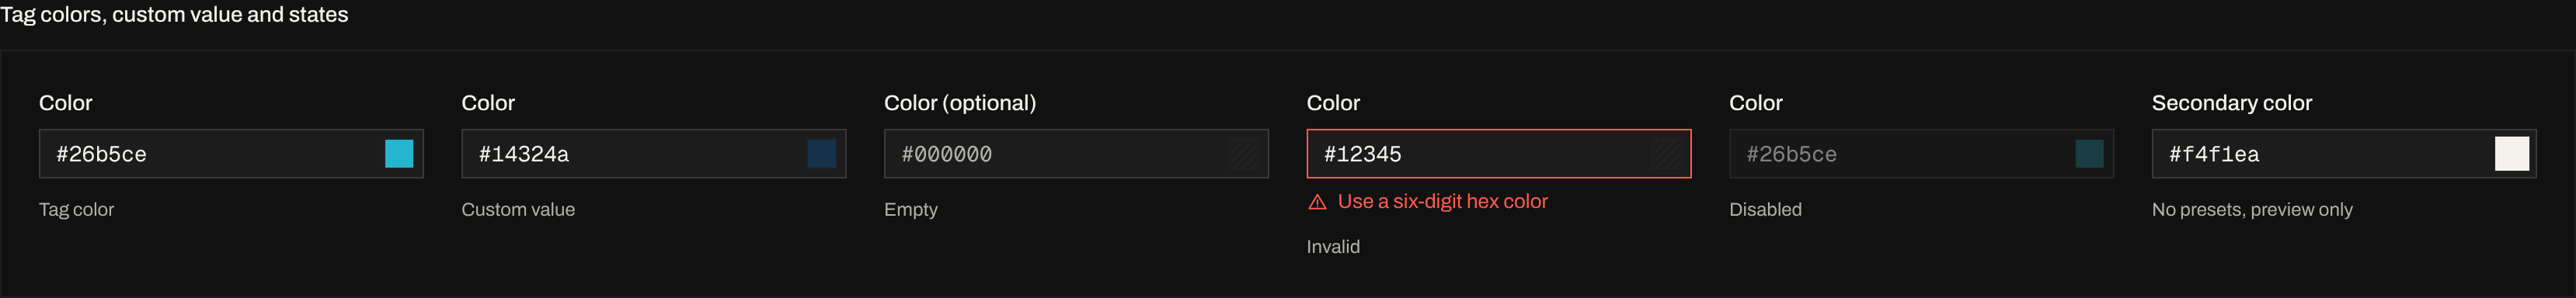 Tag colors, custom value and states
Color
Color
Color (optional)
Color
Color
Secondary color
#26b5ce
#14324a
#000000
#12345
#26b5ce
#f4f1ea
Use a six-digit hex color
Tag color
Custom value
Empty
Disabled
No presets, preview only
Invalid